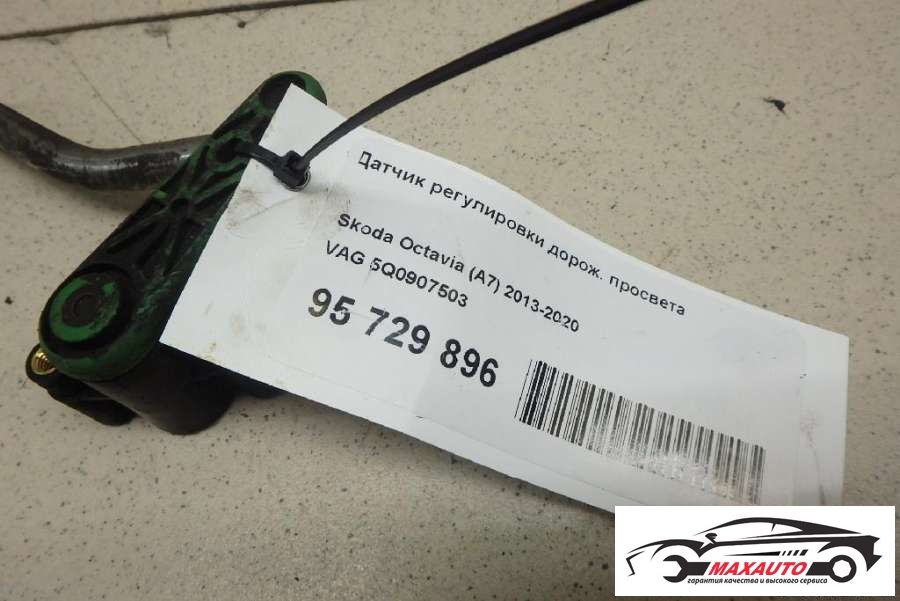 Датчик регулировки дорож. просвета
Skoda Octavia (A7) 2013-2020
VAG 5Q0907503
95 729 896
MAXAUTO
гарантия качества и высокого сервиса